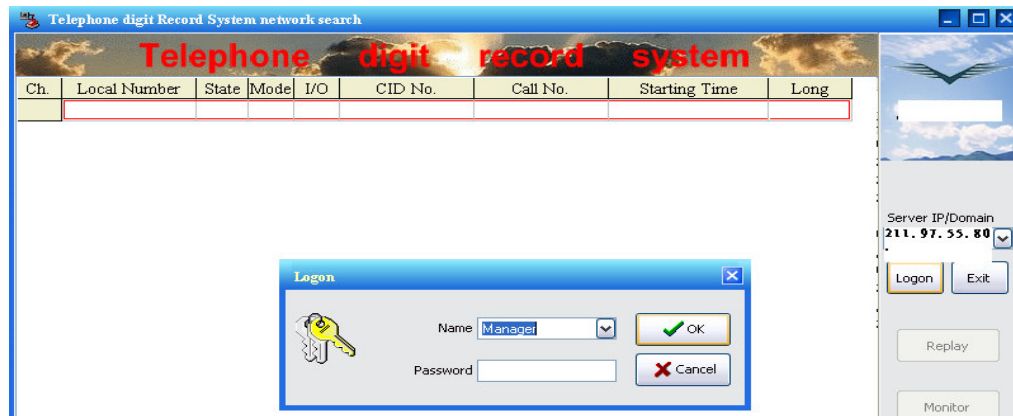 Telephone digit Record System network search
Telephone digit record system
Ch. Local Number State Mode I/O CID No. Call No. Starting Time Long
Server IP/Domain
211. 97. 55. 80
Logon Exit
Logon
Name Manager OK
Password Cancel
Replay
Monitor